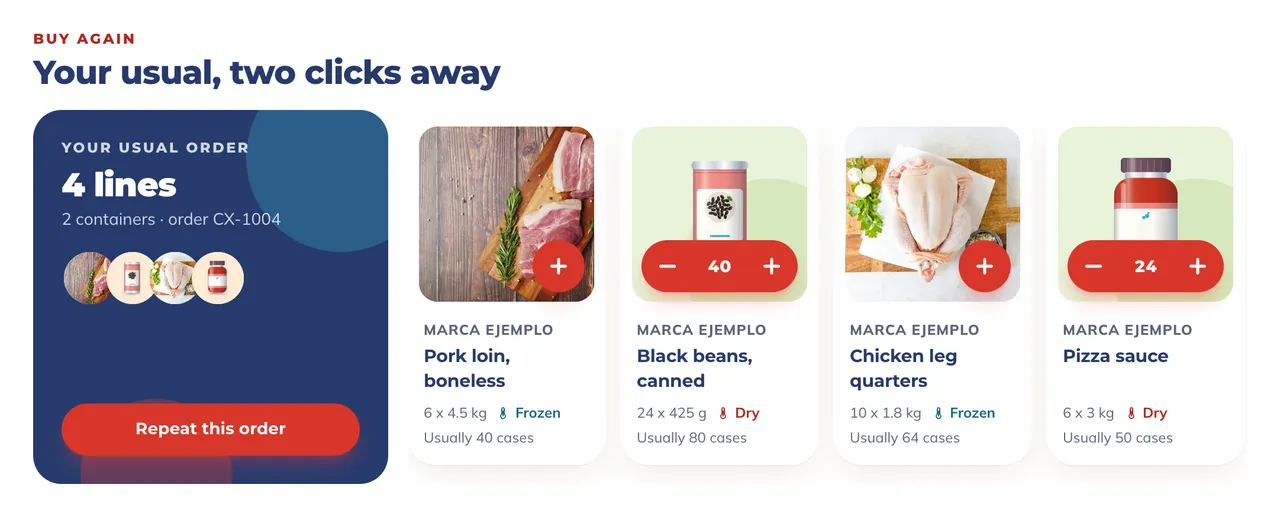 BUY AGAIN
Your usual, two clicks away
YOUR USUAL ORDER
4 lines
2 containers · order CX-1004
Repeat this order
MARCA EJEMPLO
Pork loin,
boneless
6 x 4.5 kg Frozen
Usually 40 cases
40
MARCA EJEMPLO
Black beans,
canned
24 x 425 g Dry
Usually 80 cases
MARCA EJEMPLO
Chicken leg
quarters
10 x 1.8 kg Frozen
Usually 64 cases
24
MARCA EJEMPLO
Pizza sauce
6 x 3 kg Dry
Usually 50 cases